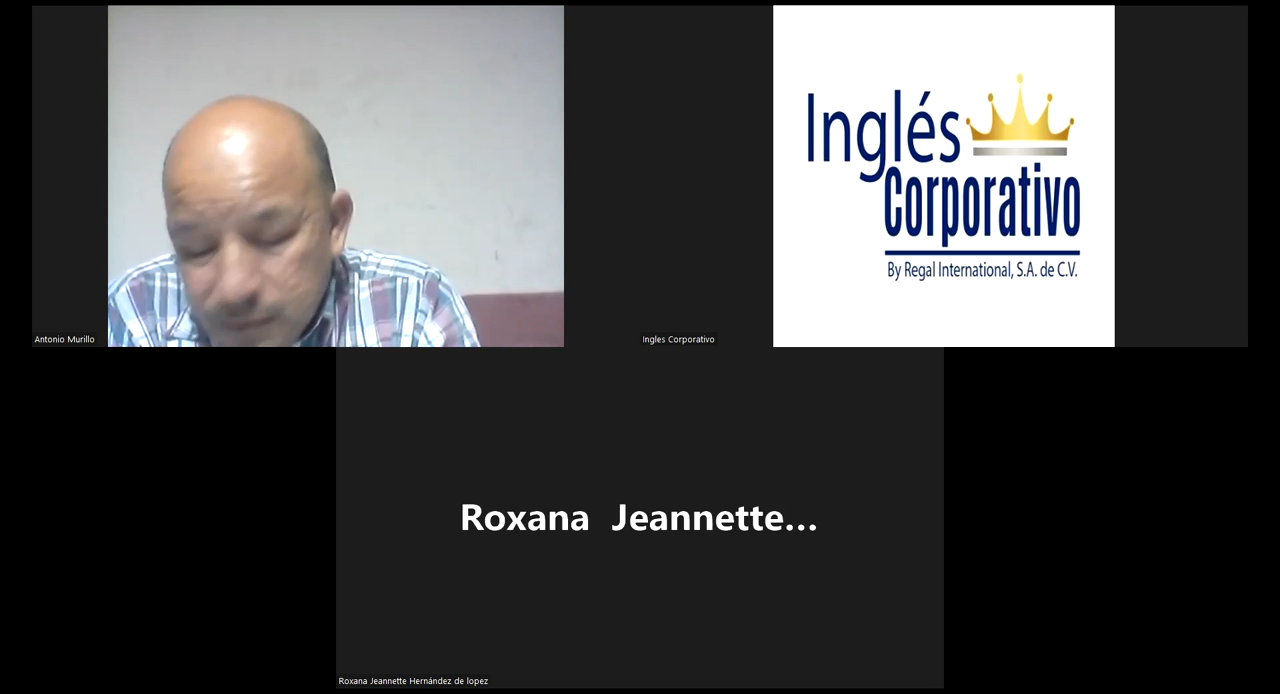 Inglés
Corporativo
By Regal International, S.A. de C.V.
Antonio Murillo
Ingles Corporativo
Roxana Jeannette...
Roxana Jeannette Hernández de lopez